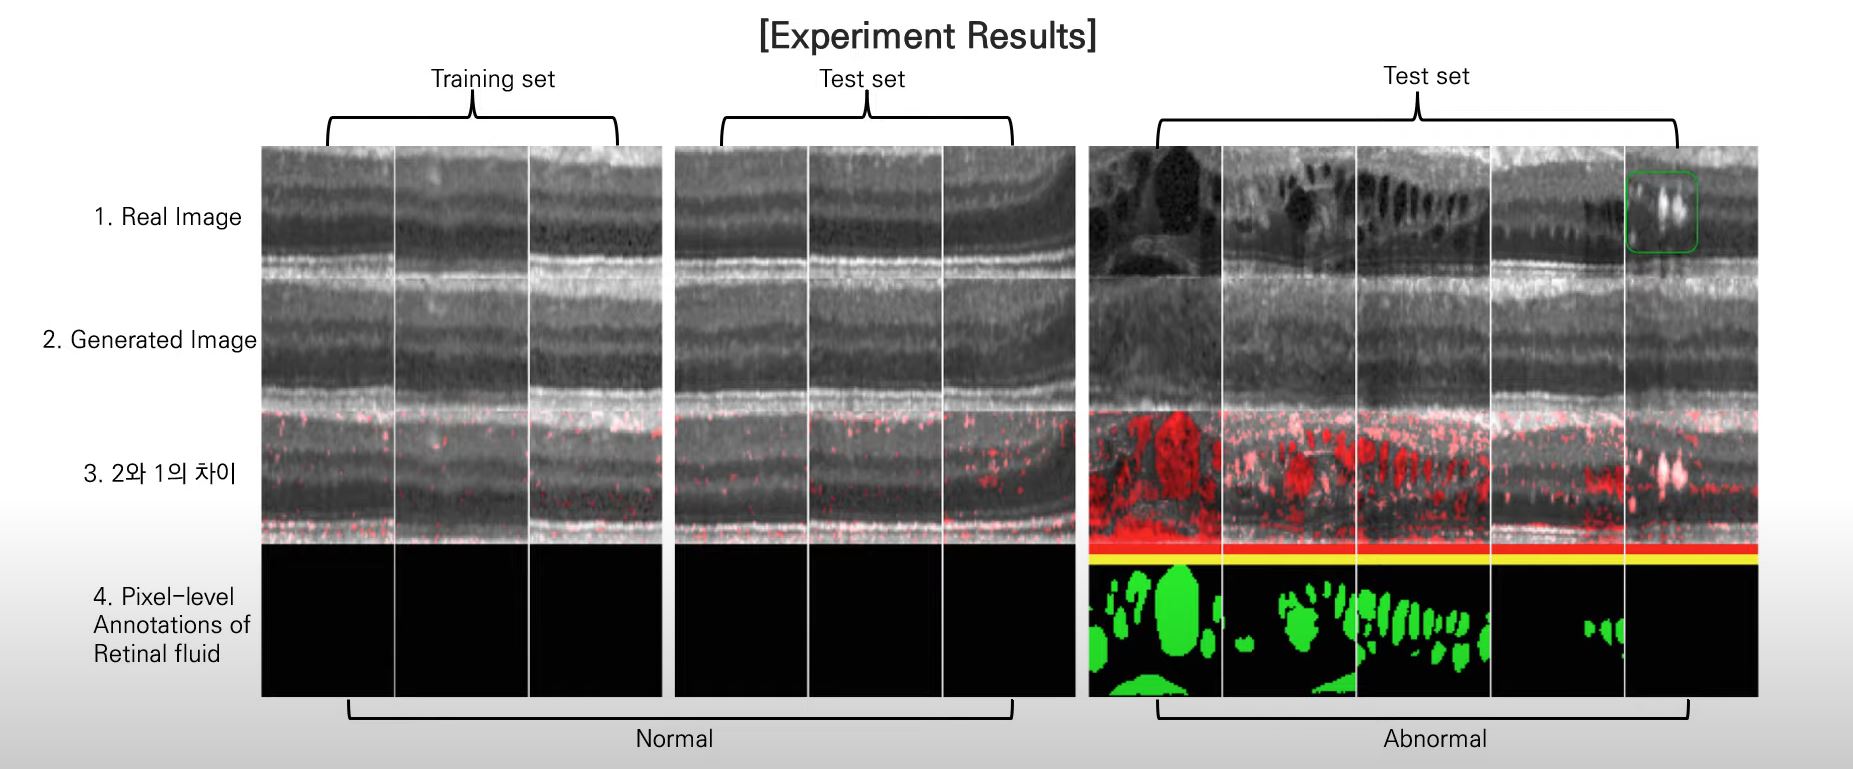 [Experiment Results]
Training set
Test set
Test set
1. Real Image
2. Generated Image
3. 2와 1의 차이
4. Pixel-level
Annotations of
Retinal fluid
Normal
Abnormal